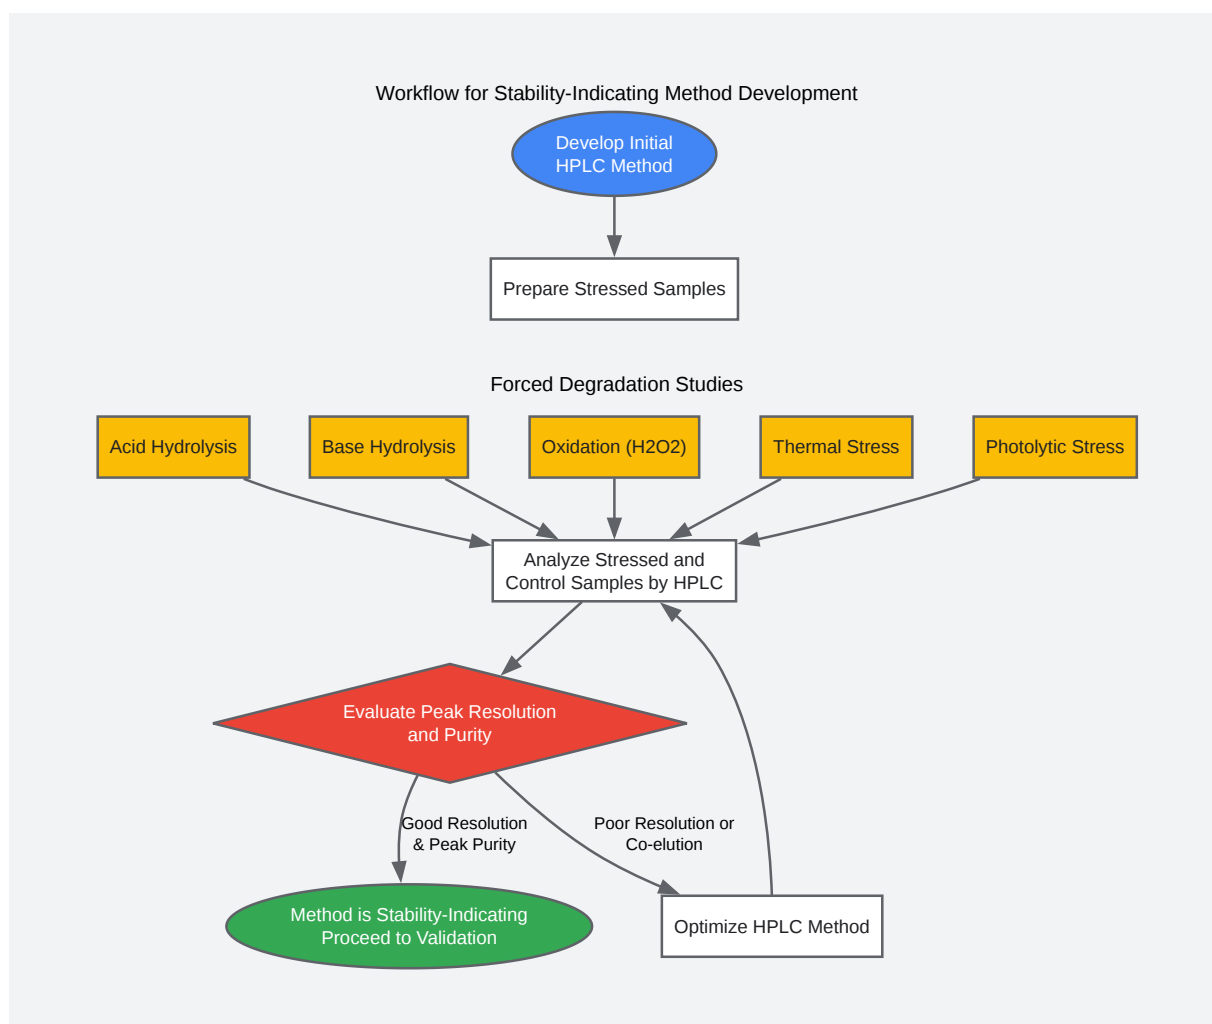 Workflow for Stability-Indicating Method Development
Develop Initial
HPLC Method
Prepare Stressed Samples
Forced Degradation Studies
Acid Hydrolysis
Base Hydrolysis
Oxidation (H2O2)
Thermal Stress
Photolytic Stress
Analyze Stressed and
Control Samples by HPLC
Evaluate Peak Resolution
and Purity
Good Resolution
& Peak Purity
Poor Resolution or
Co-elution
Method is Stability-Indicating
Proceed to Validation
Optimize HPLC Method